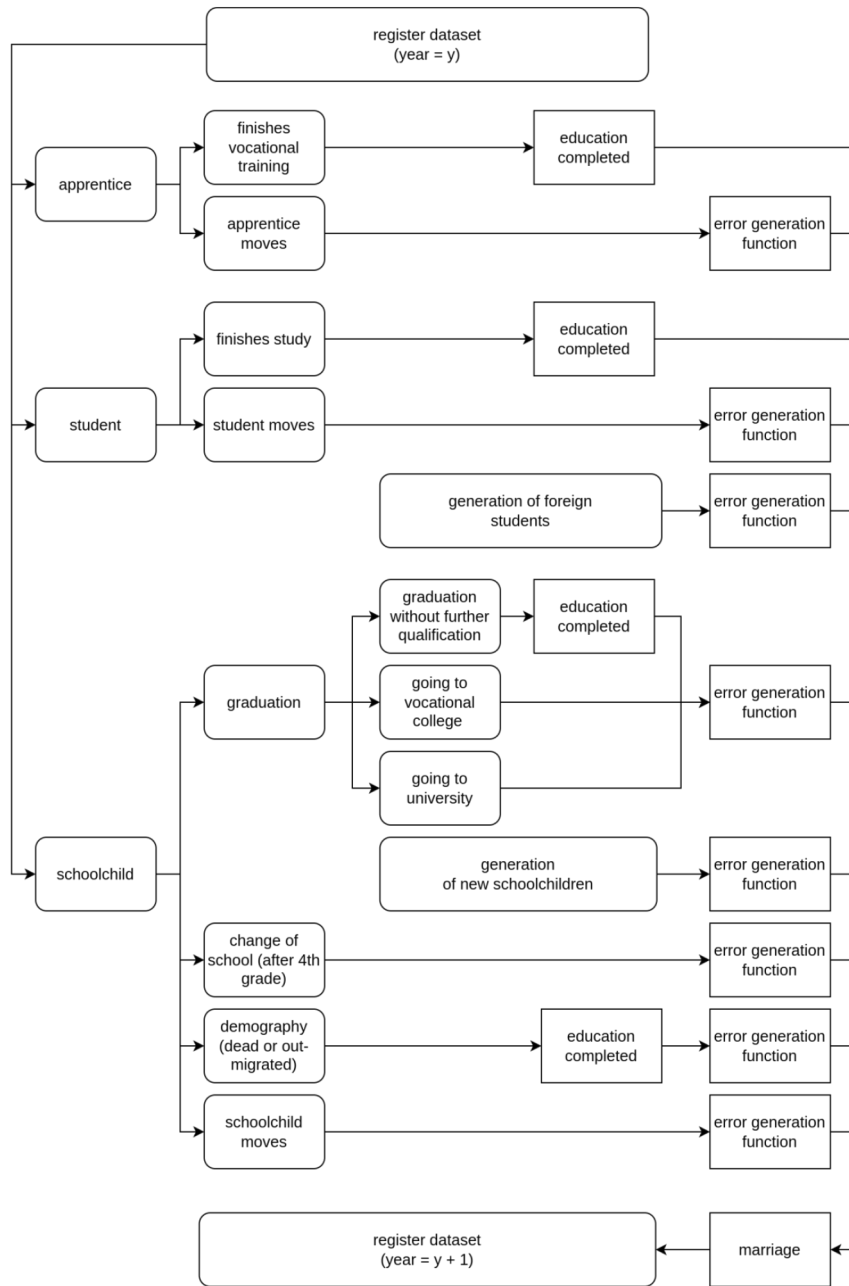 register dataset
(year = y)
finishes
vocational
training
education
completed
apprentice
apprentice
moves
error generation
function
finishes study
education
completed
student
student moves
error generation
function
generation of foreign
students
error generation
function
graduation
without further
qualification
education
completed
graduation
going to
vocational
college
error generation
function
going to
university
schoolchild
generation
of new schoolchildren
error generation
function
change of
school (after 4th
grade)
error generation
function
demography
(dead or out-
migrated)
education
completed
error generation
function
schoolchild
moves
error generation
function
register dataset
(year = y + 1)
marriage